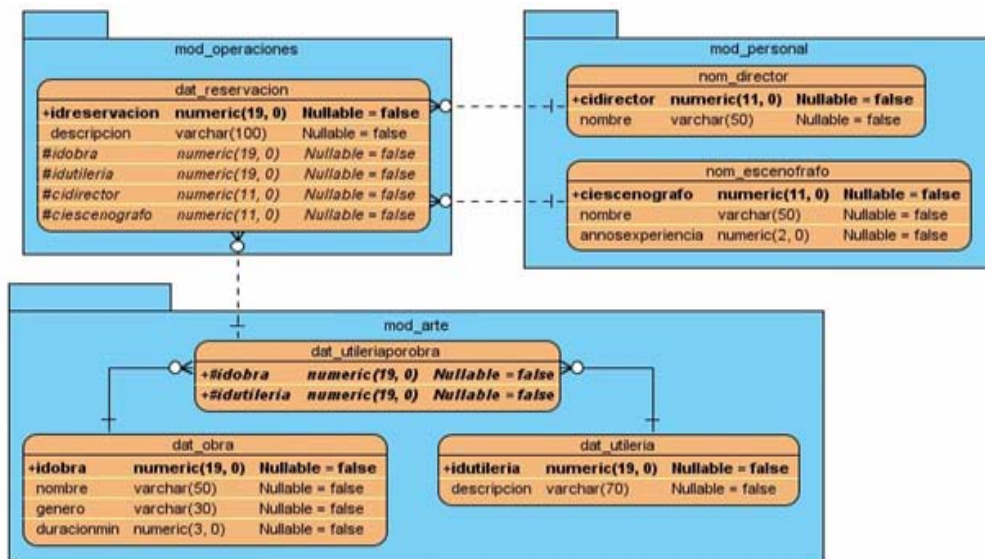 mod_operaciones
dat_reservacion
+idreservacion numeric(19, 0) Nullable = false
descripcion varchar(100) Nullable = false
#idobra numeric(19, 0) Nullable = false
#idutileria numeric(19, 0) Nullable = false
#cidirector numeric(11, 0) Nullable = false
#ciescenografo numeric(11, 0) Nullable = false
mod_personal
nom_director
+cidirector numeric(11, 0) Nullable = false
nombre varchar(50) Nullable = false
nom_escenofrafo
+ciescenografo numeric(11, 0) Nullable = false
nombre varchar(50) Nullable = false
annosexperiencia numeric(2, 0) Nullable = false
mod_arte
dat_utileriaporobra
+#idobra numeric(19, 0) Nullable = false
+#idutileria numeric(19, 0) Nullable = false
dat_obra
+idobra numeric(19, 0) Nullable = false
nombre varchar(50) Nullable = false
genero varchar(30) Nullable = false
duracionmin numeric(3, 0) Nullable = false
dat_utileria
+idutileria numeric(19, 0) Nullable = false
descripcion varchar(70) Nullable = false